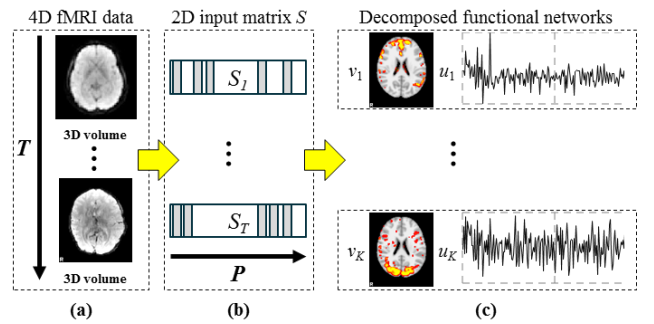 4D fMRI data
2D input matrix S
Decomposed functional networks
3D volume
T
3D volume
R
(a)
S1
ST
P
(b)
v1
u1
R
vK
uK
R
(c)